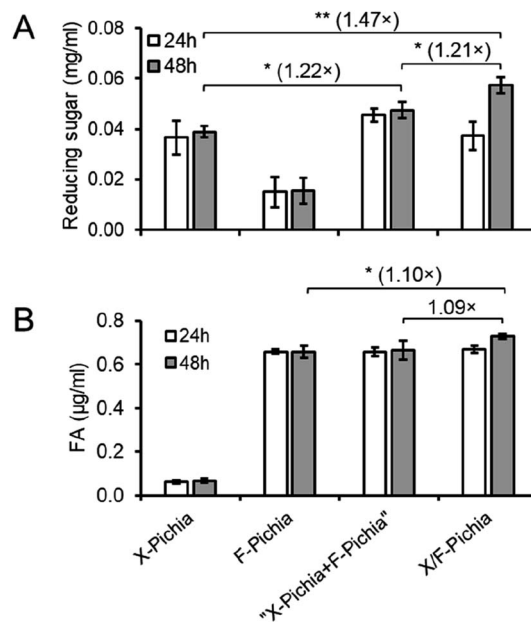 A
** (1.47×)
24h
48h
* (1.22×)
* (1.21×)
Reducing sugar (mg/ml)
0.08
0.06
0.04
0.02
0.00
B
* (1.10×)
1.09×
24h
48h
FA (µg/ml)
0.8
0.6
0.4
0.2
0.0
X-Pichia
F-Pichia
"X-Pichia+F-Pichia"
X/F-Pichia